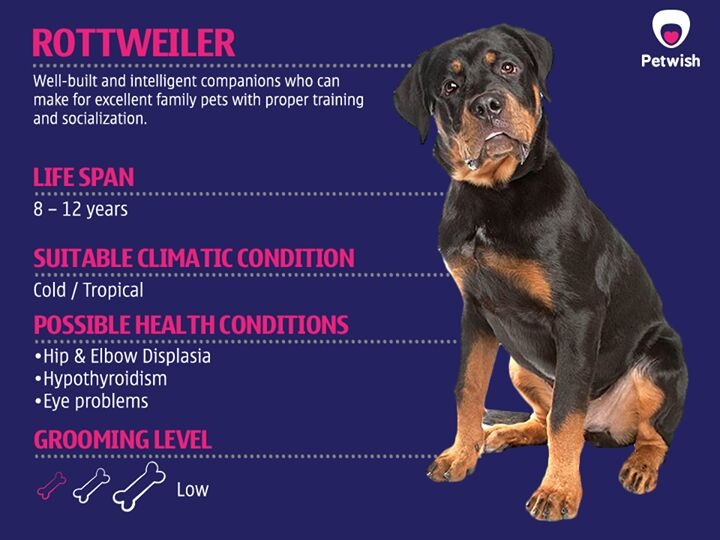 ROTTWEILER
Petwish
Well-built and intelligent companions who can
make for excellent family pets with proper training
and socialization.
LIFE SPAN
8 – 12 years
SUITABLE CLIMATIC CONDITION
Cold / Tropical
POSSIBLE HEALTH CONDITIONS
•Hip & Elbow Displasia
•Hypothyroidism
•Eye problems
GROOMING LEVEL
Low